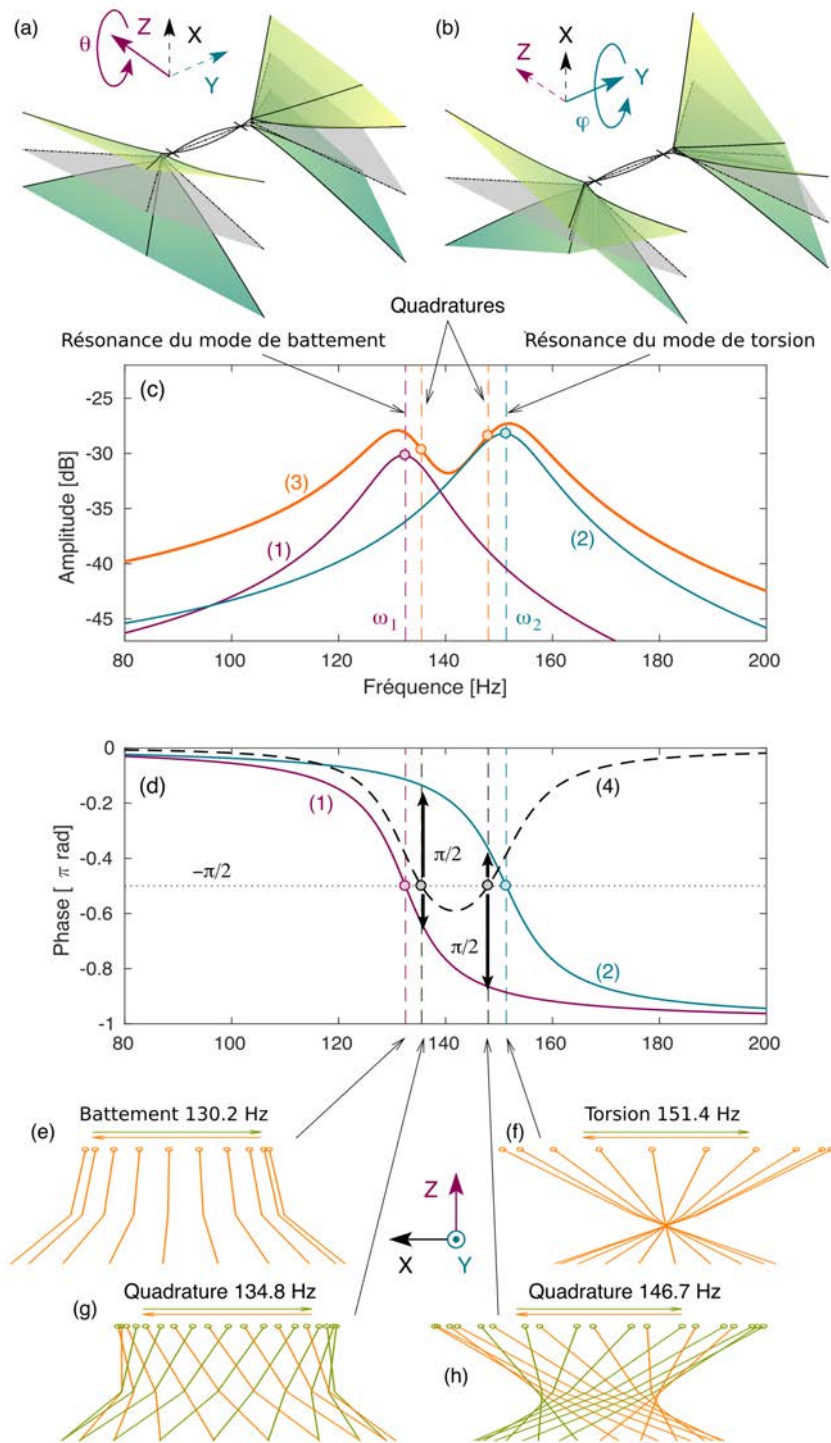 (a)
Z
X
θ
Y
(b)
X
Z
Y
φ
Quadratures
Résonance du mode de battement
Résonance du mode de torsion
(c)
-25
-30
-35
-40
-45
Amplitude [dB]
(3)
(1)
(2)
ω1
ω2
80 100 120 140 160 180 200
Fréquence [Hz]
0
-0.2
-0.4
-0.6
-0.8
-1
Phase [ π rad]
(d)
(1)
(4)
π/2
−π/2
π/2
(2)
80 100 120 140 160 180 200
(e)
Battement 130.2 Hz
Torsion 151.4 Hz
(f)
Z
X
Y
(g)
Quadrature 134.8 Hz
Quadrature 146.7 Hz
(h)